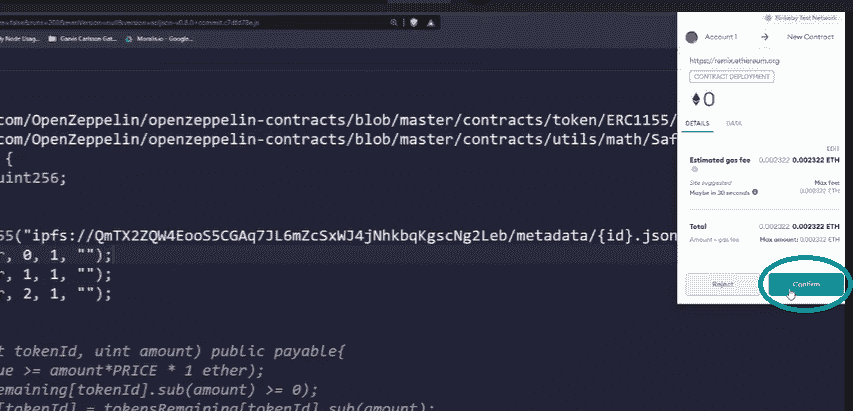 =false&runs=200&evmVersion=null&version=soljson-v0.8.0+commit.c7dfd78e.js
y Node Usag...
Garvis Carlsson Gat...
Moralis.io - Google...
com/OpenZeppelin/openzeppelin-contracts/blob/master/contracts/token/ERC1155/
com/OpenZeppelin/openzeppelin-contracts/blob/master/contracts/utils/math/Saf
{
uint256;
55("ipfs://QmTX2ZQW4EooS5CGAq7JL6mZcSxWJ4jNhkbqKgscNg2Leb/metadata/{id}.json
r, 0, 1, "");
r, 1, 1, "");
r, 2, 1, "");
t tokenId, uint amount) public payable{
ue >= amount*PRICE * 1 ether);
emaining[tokenId].sub(amount) >= 0);
[tokenId] = tokensRemaining[tokenId].sub(amount);
Rinkeby Test Network
Account 1
New Contract
https://remix.ethereum.org
CONTRACT DEPLOYMENT
0
DETAILS
DATA
EDIT
Estimated gas fee
0.002322 0.002322 ETH
Site suggested
Max fee:
Maybe in 30 seconds
0.002322 ETH
Total
0.002322 0.002322 ETH
Amount + gas fee
Max amount: 0.002322 ETH
Reject
Confirm